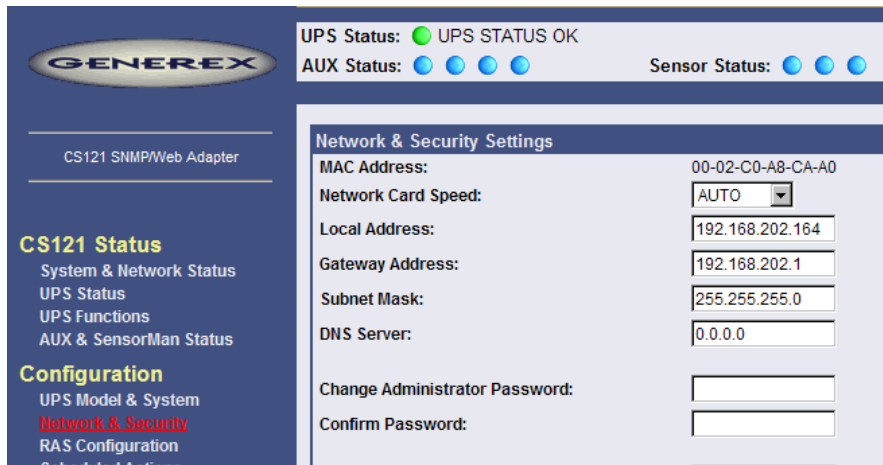 GENEREX
CS121 SNMP/Web Adapter
CS121 Status
System & Network Status
UPS Status
UPS Functions
AUX & SensorMan Status
Configuration
UPS Model & System
Network & Security
RAS Configuration
Scheduled Actions
UPS Status: UPS STATUS OK
AUX Status: Sensor Status:
Network & Security Settings
MAC Address: 00-02-C0-A8-CA-A0
Network Card Speed: AUTO
Local Address: 192.168.202.164
Gateway Address: 192.168.202.1
Subnet Mask: 255.255.255.0
DNS Server: 0.0.0.0
Change Administrator Password:
Confirm Password: